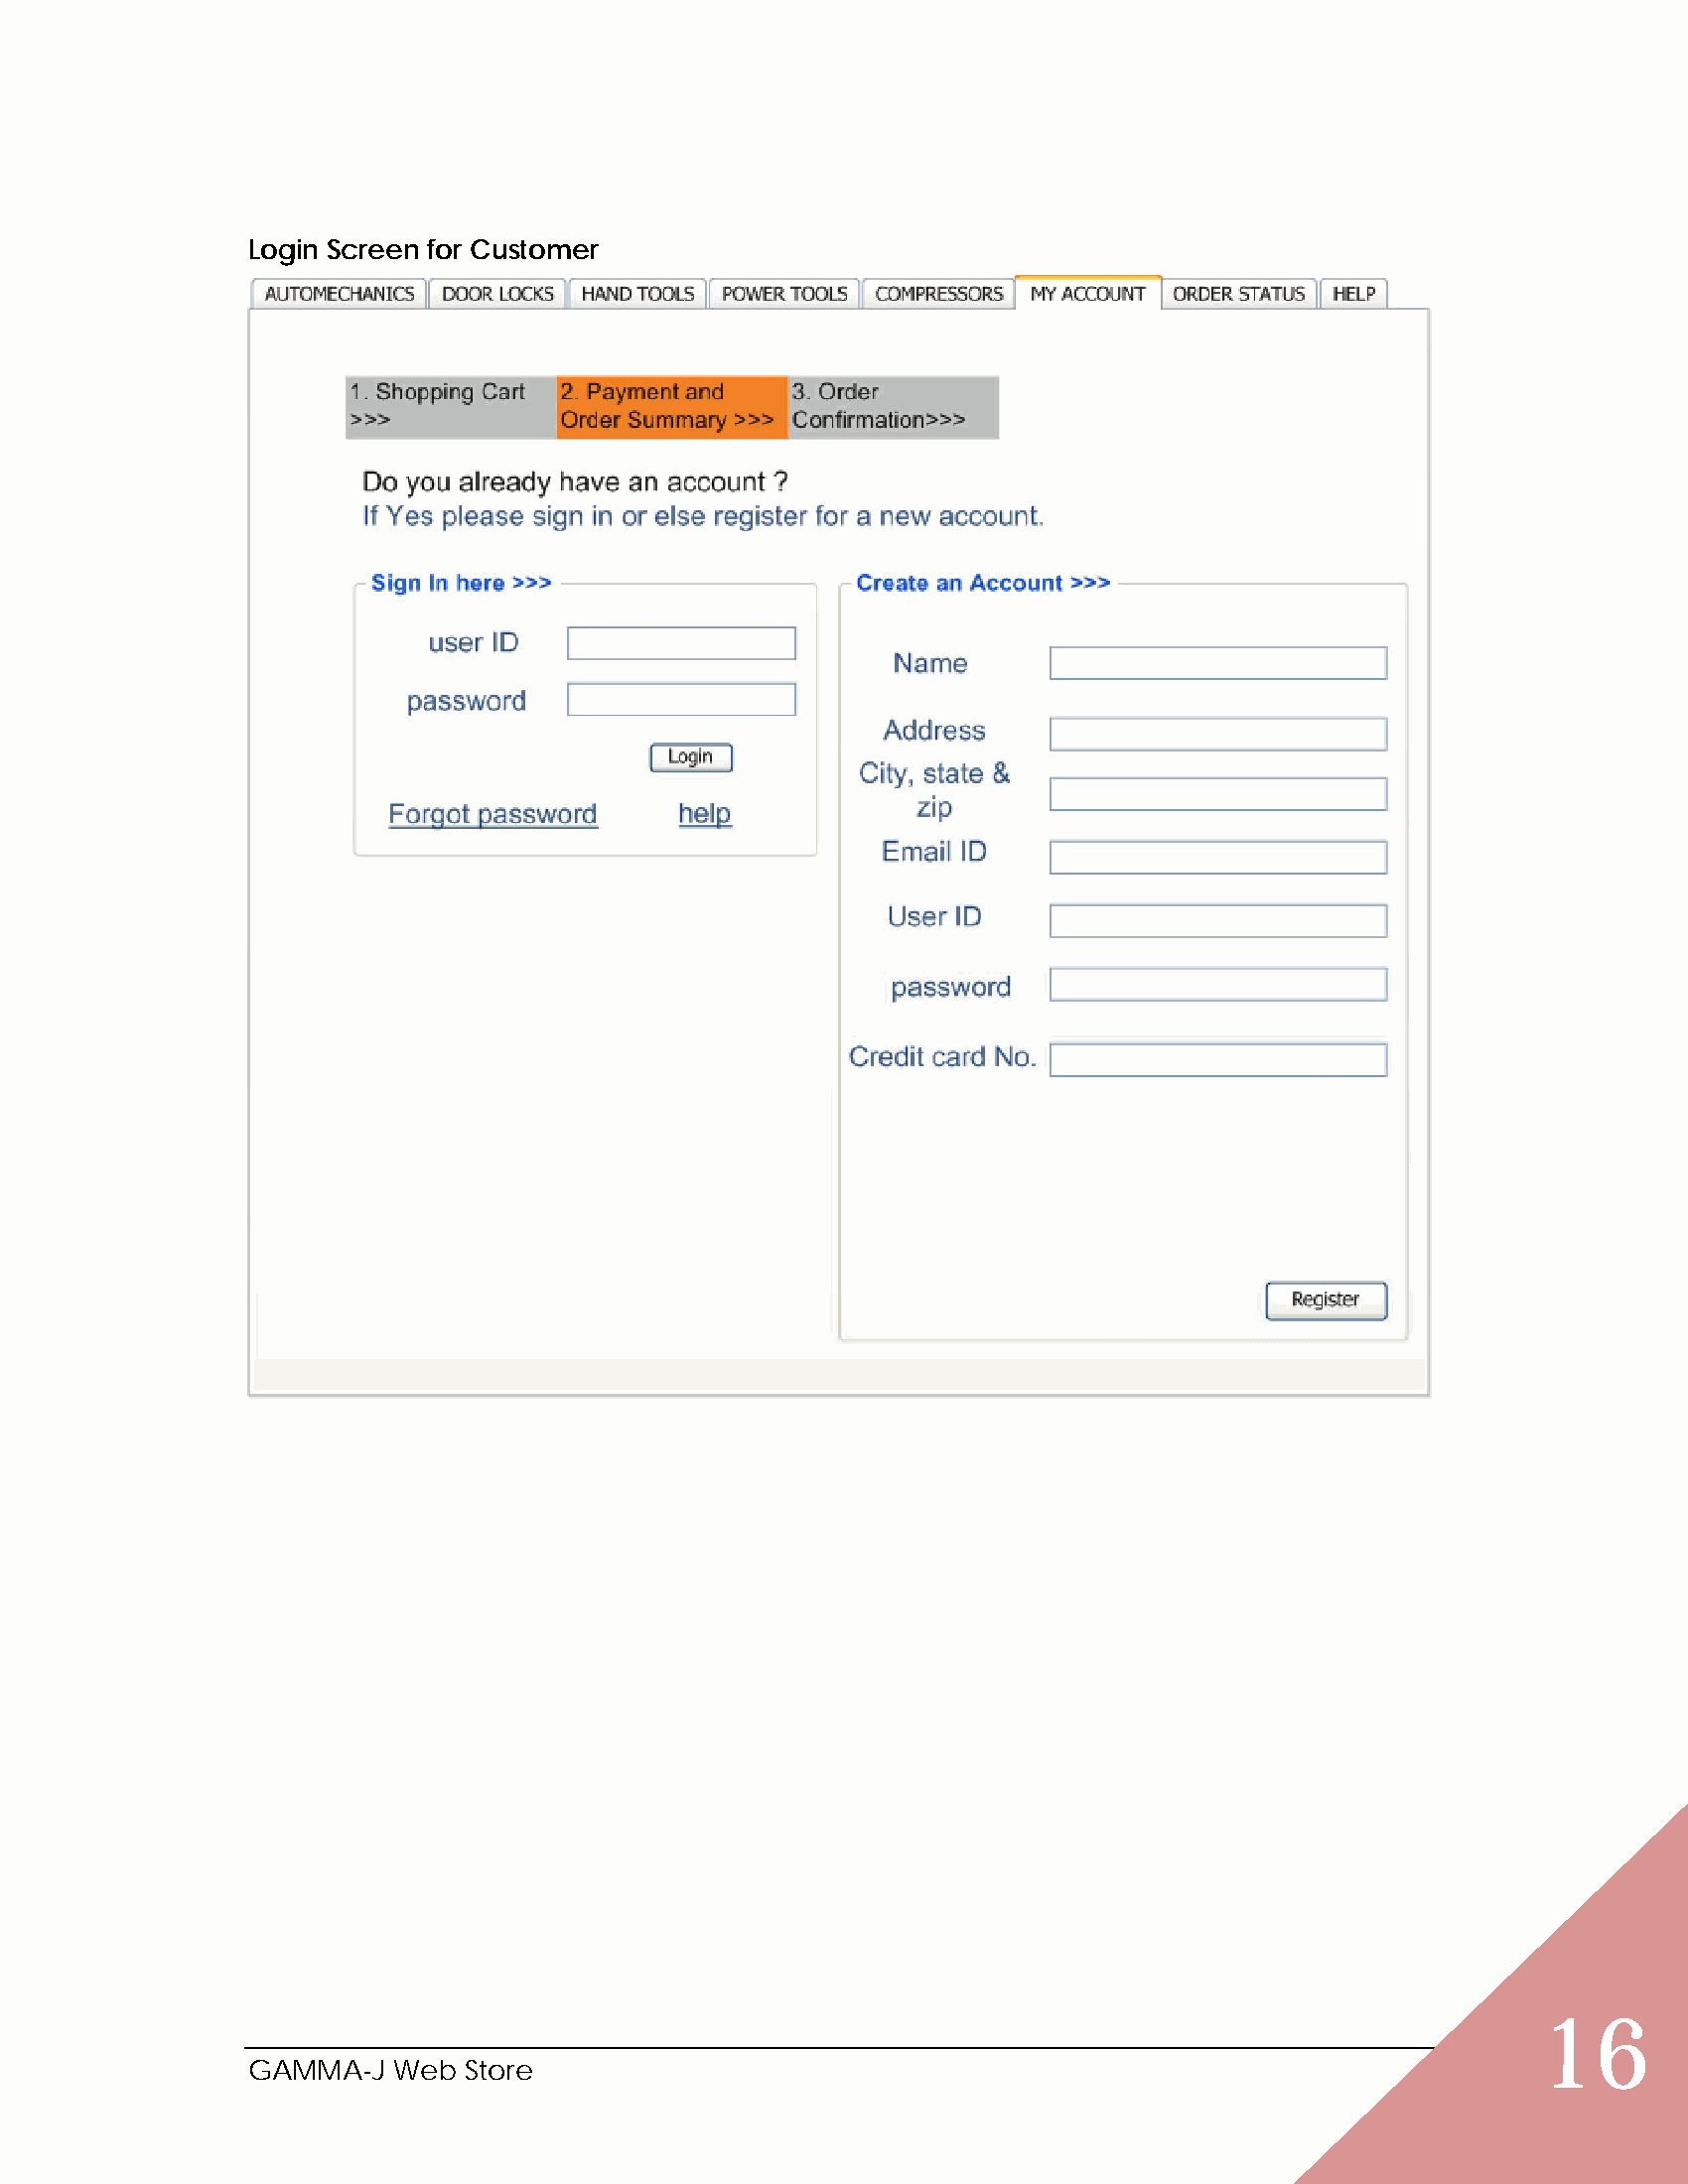 Login Screen for Customer
AUTOMECHANICS DOOR LOCKS HAND TOOLS POWER TOOLS COMPRESSORS MY ACCOUNT ORDER STATUS HELP
1. Shopping Cart
>>>
2. Payment and
Order Summary >>>
3. Order
Confirmation>>>
Do you already have an account ?
If Yes please sign in or else register for a new account.
Sign In here >>>
user ID
password
Login
Forgot password help
Create an Account >>>
Name
Address
City, state &
zip
Email ID
User ID
password
Credit card No.
Register
GAMMA-J Web Store
16